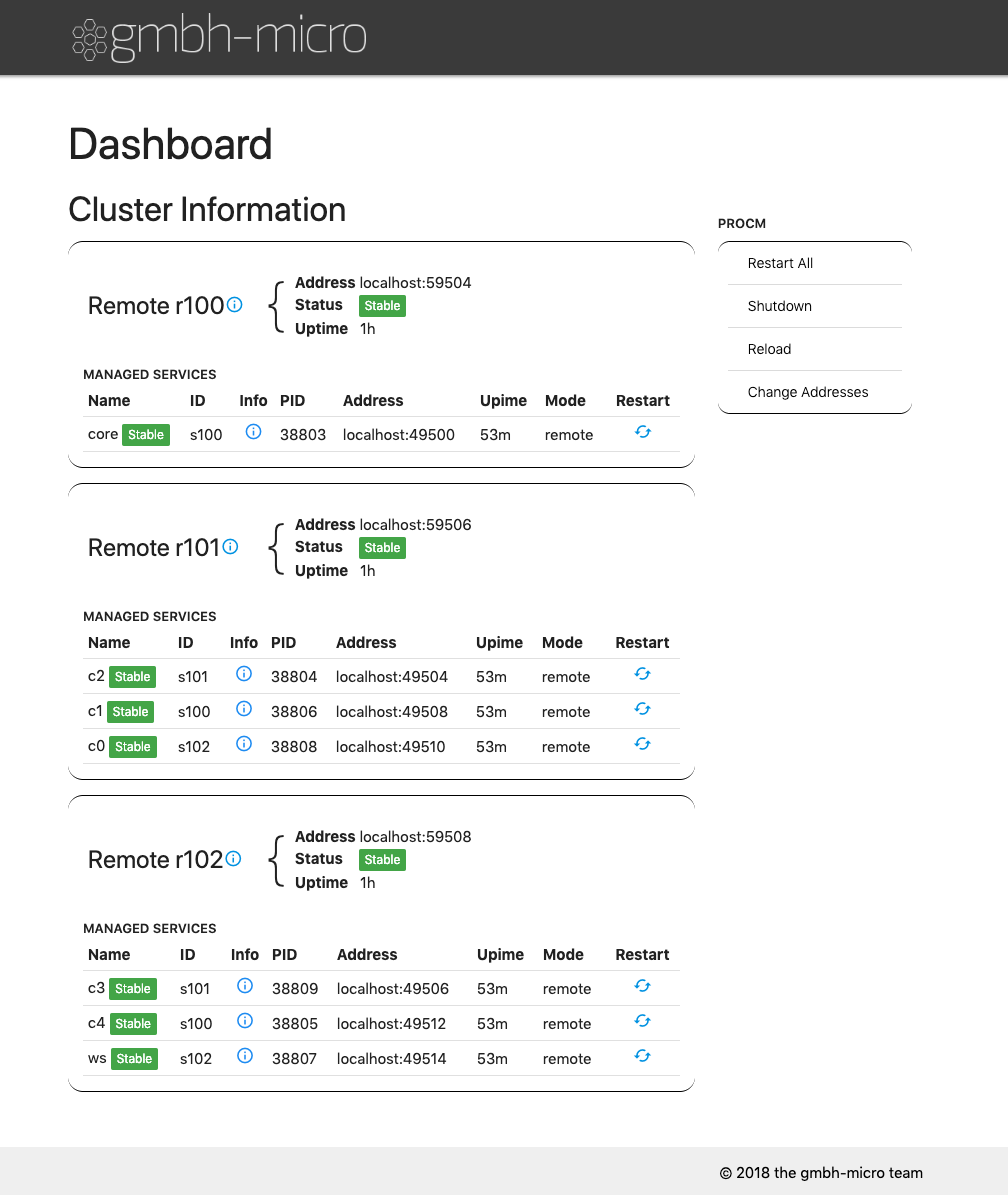 gmbh-micro
Dashboard
Cluster Information
PROCM
Restart All
Shutdown
Reload
Change Addresses
Remote r100
Address localhost:59504
Status Stable
Uptime 1h
MANAGED SERVICES
Name ID Info PID Address Upime Mode Restart
core Stable s100 38803 localhost:49500 53m remote
Remote r101
Address localhost:59506
Status Stable
Uptime 1h
MANAGED SERVICES
Name ID Info PID Address Upime Mode Restart
c2 Stable s101 38804 localhost:49504 53m remote
c1 Stable s100 38806 localhost:49508 53m remote
c0 Stable s102 38808 localhost:49510 53m remote
Remote r102
Address localhost:59508
Status Stable
Uptime 1h
MANAGED SERVICES
Name ID Info PID Address Upime Mode Restart
c3 Stable s101 38809 localhost:49506 53m remote
c4 Stable s100 38805 localhost:49512 53m remote
ws Stable s102 38807 localhost:49514 53m remote
© 2018 the gmbh-micro team